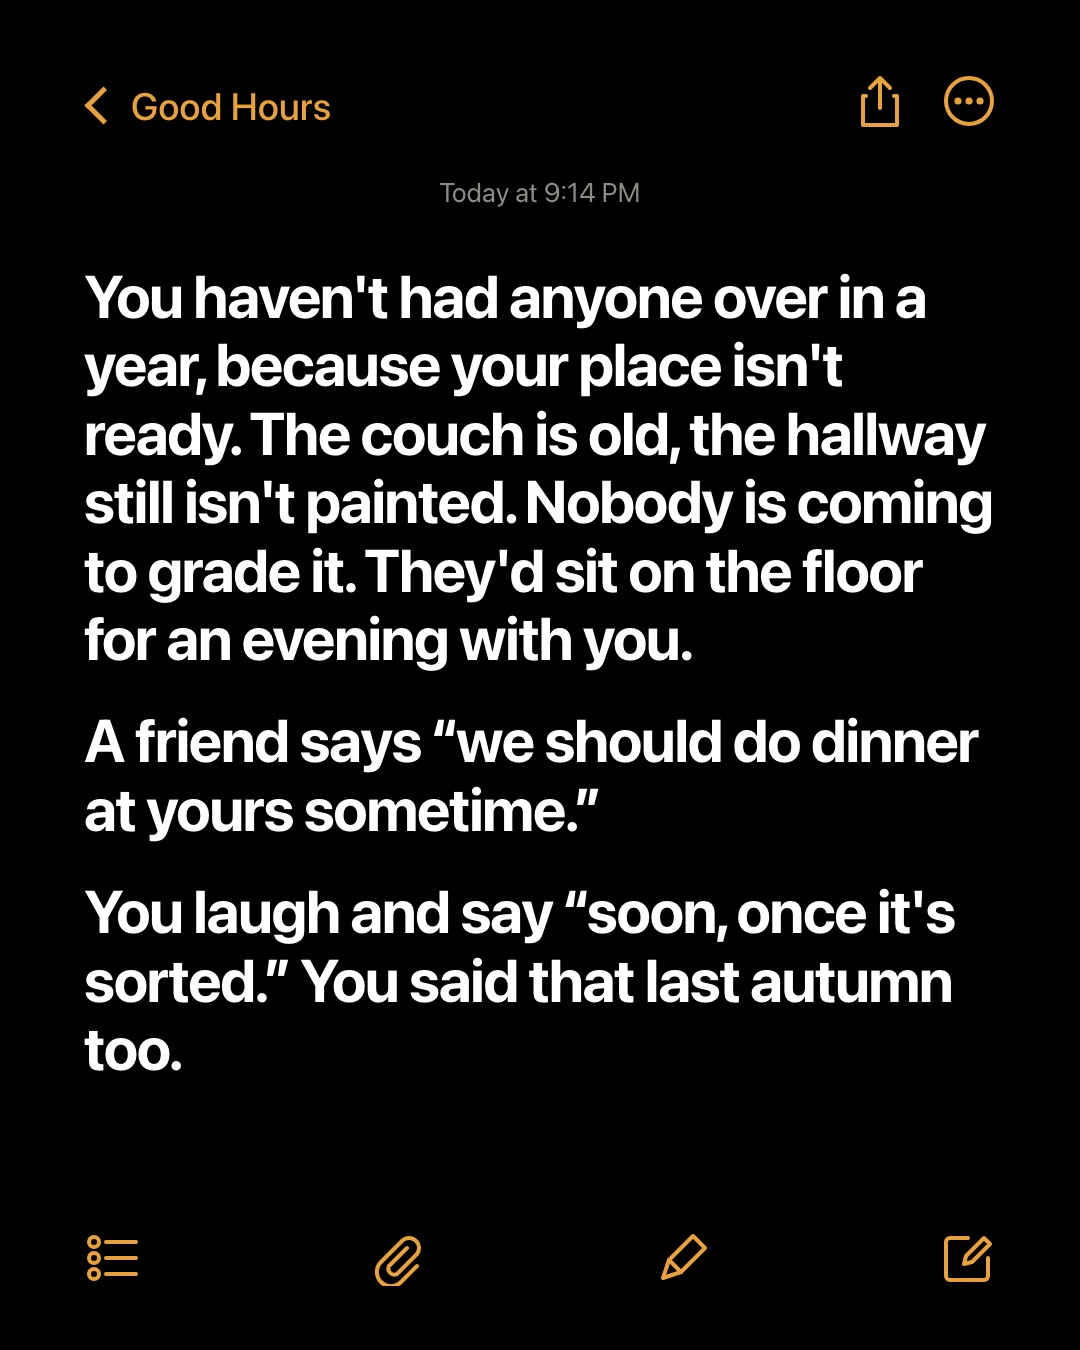 Good Hours
Today at 9:14 PM
You haven't had anyone over in a
year, because your place isn't
ready. The couch is old, the hallway
still isn't painted. Nobody is coming
to grade it. They'd sit on the floor
for an evening with you.
A friend says “we should do dinner
at yours sometime.”
You laugh and say “soon, once it's
sorted.” You said that last autumn
too.